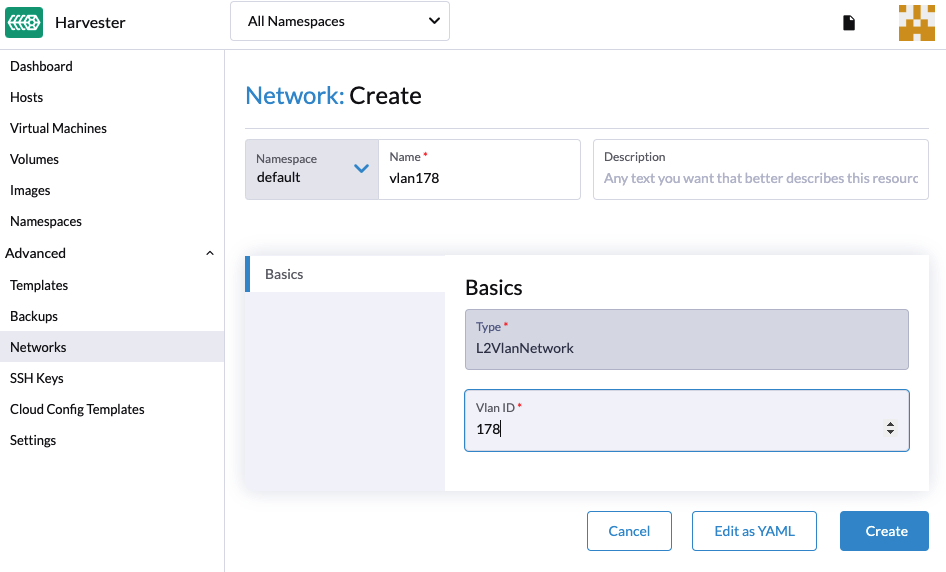 Harvester
All Namespaces
Dashboard
Hosts
Virtual Machines
Volumes
Images
Namespaces
Advanced
Templates
Backups
Networks
SSH Keys
Cloud Config Templates
Settings
Network: Create
Namespace
default
Name *
vlan178
Description
Any text you want that better describes this resourc
Basics
Basics
Type *
L2VlanNetwork
Vlan ID *
178
Cancel
Edit as YAML
Create